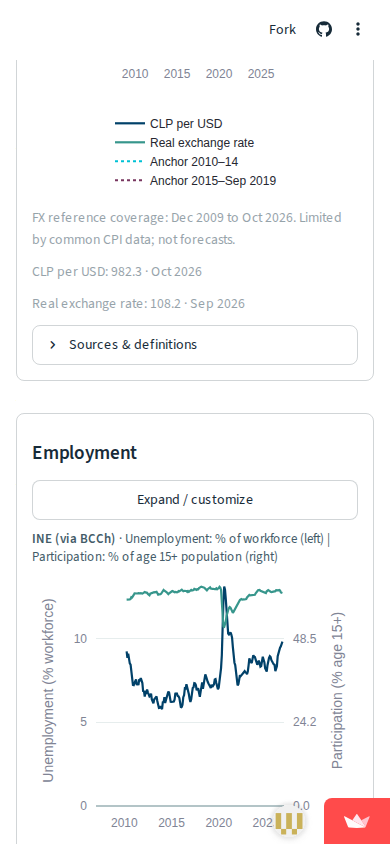 Fork
2010 2015 2020 2025
CLP per USD
Real exchange rate
Anchor 2010–14
Anchor 2015–Sep 2019
FX reference coverage: Dec 2009 to Oct 2026. Limited
by common CPI data; not forecasts.
CLP per USD: 982.3 · Oct 2026
Real exchange rate: 108.2 · Sep 2026
Sources & definitions
Employment
Expand / customize
INE (via BCCh) · Unemployment: % of workforce (left) |
Participation: % of age 15+ population (right)
Unemployment (% workforce)
Participation (% age 15+)
10 48.5
5 24.2
0 0.0
2010 2015 2020